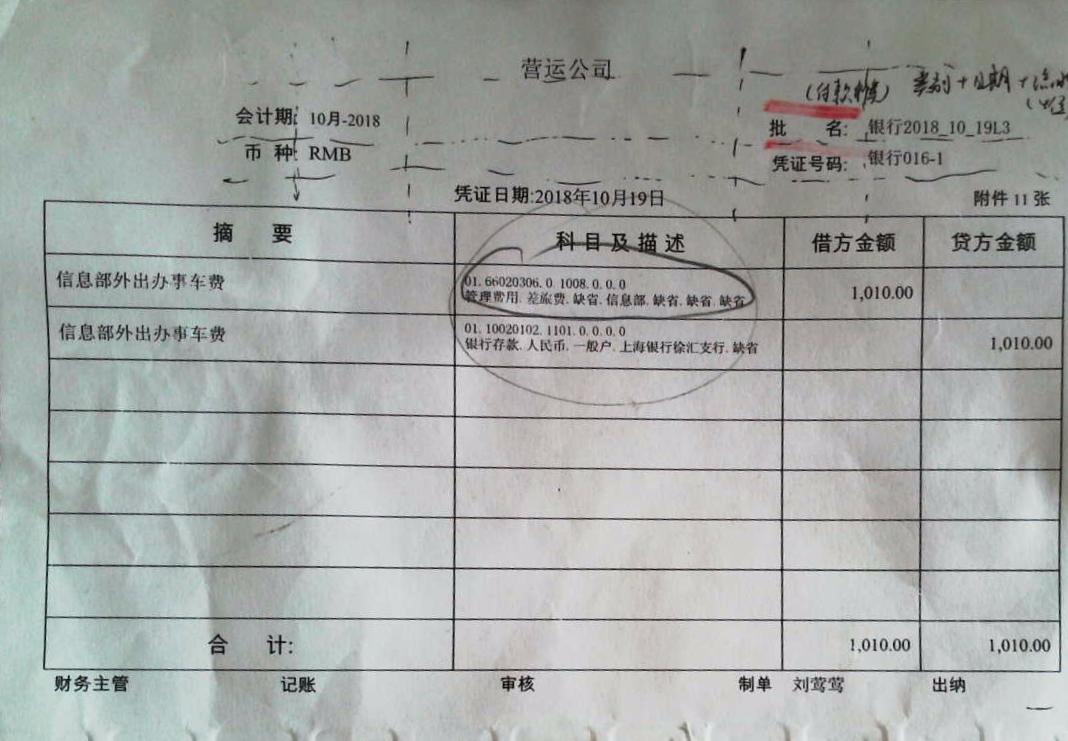 营运公司
(付款 类别+日期+
会计期: 10月-2018
批 名: 银行2018_10_19L3
币 种: RMB
凭证号码: 银行016-1
凭证日期:2018年10月19日
附件 11 张
摘 要 科目及描述 借方金额 贷方金额
信息部外出办事车费 01.66020306.0.1008.0.0.0 1,010.00
管理费用.差旅费.缺省.信息部.缺省.缺省.缺省
信息部外出办事车费 01.10020102.1101.0.0.0.0 1,010.00
银行存款.人民币.一般户.上海银行徐汇支行.缺省
合 计: 1,010.00 1,010.00
财务主管 记账 审核 制单 刘莺莺 出纳